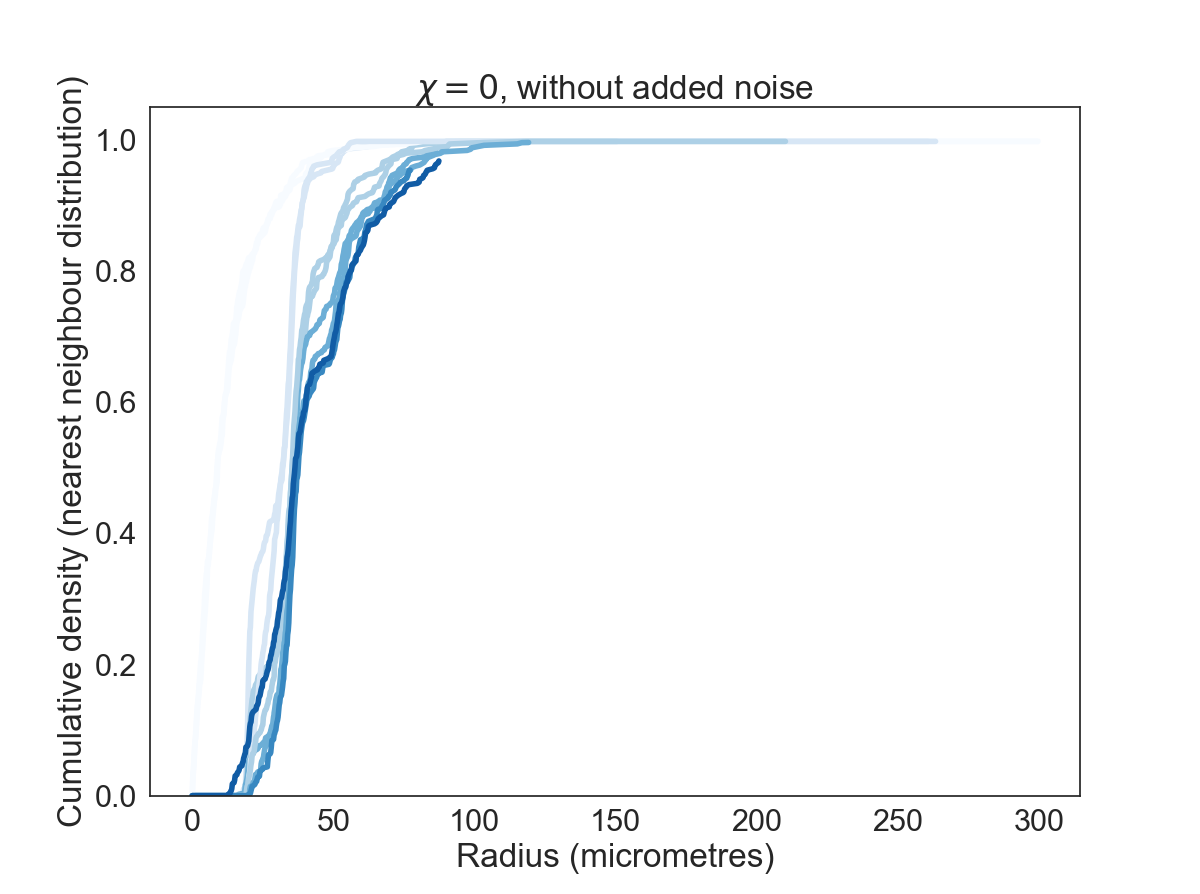 χ = 0, without added noise
Cumulative density (nearest neighbour distribution)
1.0
0.8
0.6
0.4
0.2
0.0
0 50 100 150 200 250 300
Radius (micrometres)